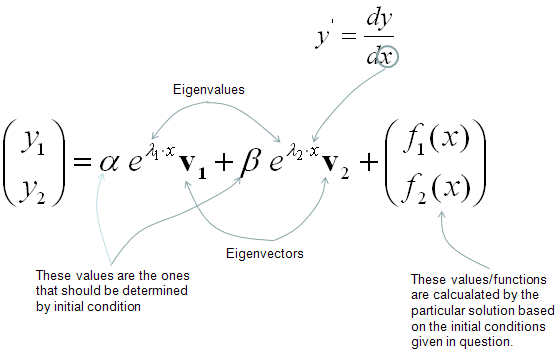 y' = dy/dx
Eigenvalues
(y₁ y₂) = α e^{λ₁·x} v₁ + β e^{λ₂·x} v₂ + (f₁(x) f₂(x))
Eigenvectors
These values are the ones
that should be determined
by initial condition
These values/functions
are calcualated by the
particular solution based
on the initial conditions
given in question.